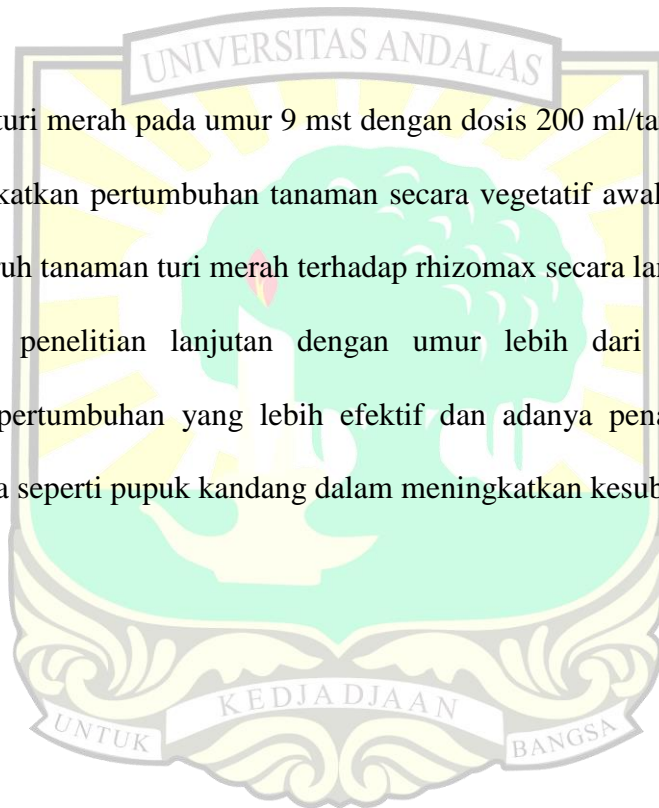 UNIVERSITAS ANDALAS
turi merah pada umur 9 mst dengan dosis 200 ml/ta
katkan pertumbuhan tanaman secara vegetatif awal
ruh tanaman turi merah terhadap rhizomax secara lan
penelitian lanjutan dengan umur lebih dari
pertumbuhan yang lebih efektif dan adanya pena
a seperti pupuk kandang dalam meningkatkan kesub
UNTUK KEDJADJAAN BANGSA